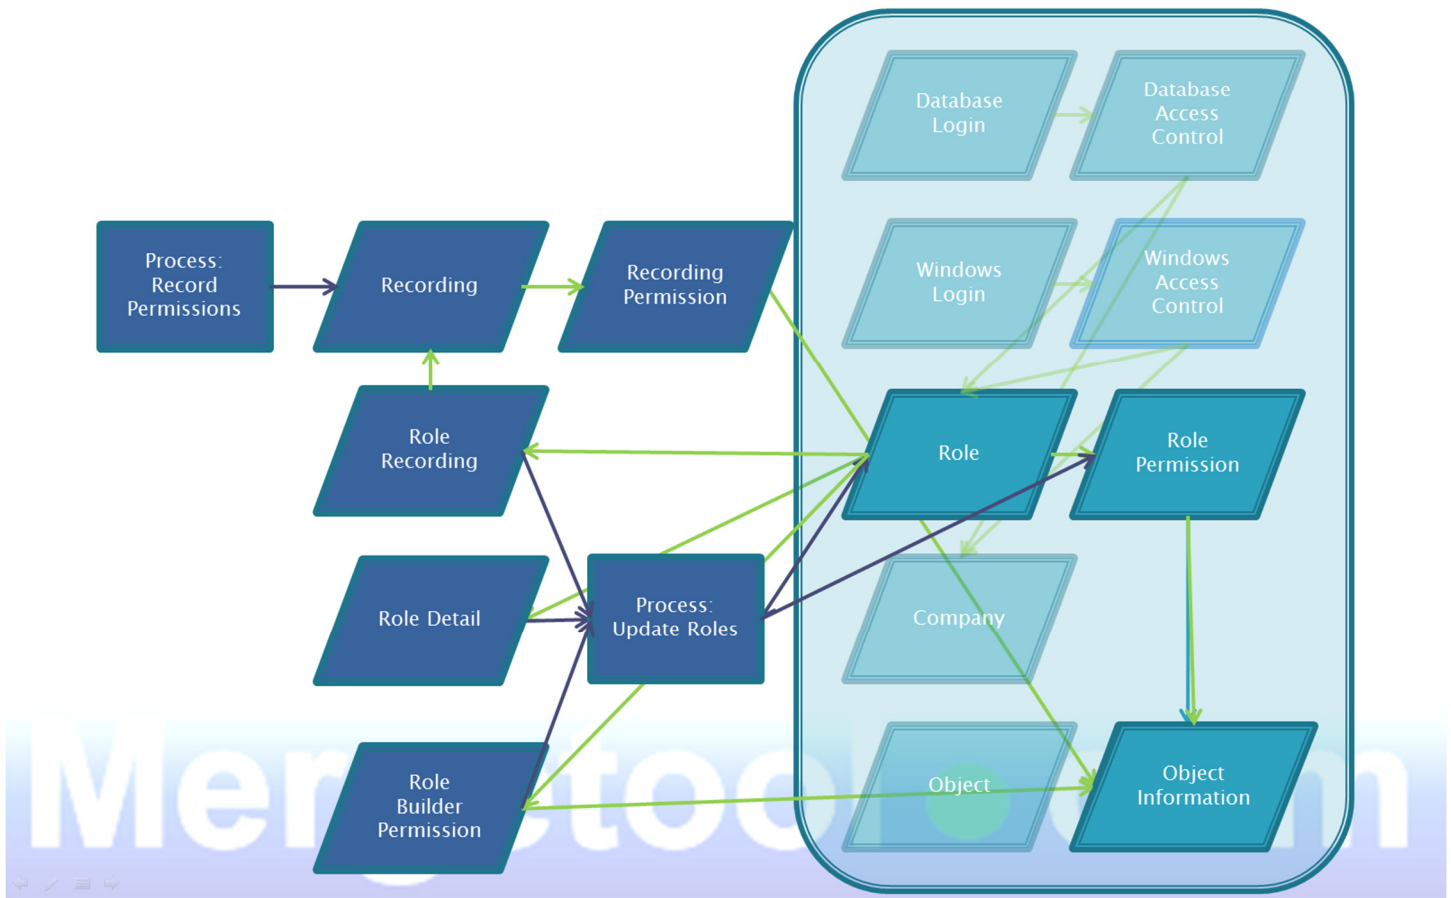 Database
Login
Database
Access
Control
Process:
Record
Permissions
Recording
Recording
Permission
Windows
Login
Windows
Access
Control
Role
Recording
Role
Role
Permission
Role Detail
Process:
Update Roles
Company
Role
Builder
Permission
Object
Object
Information